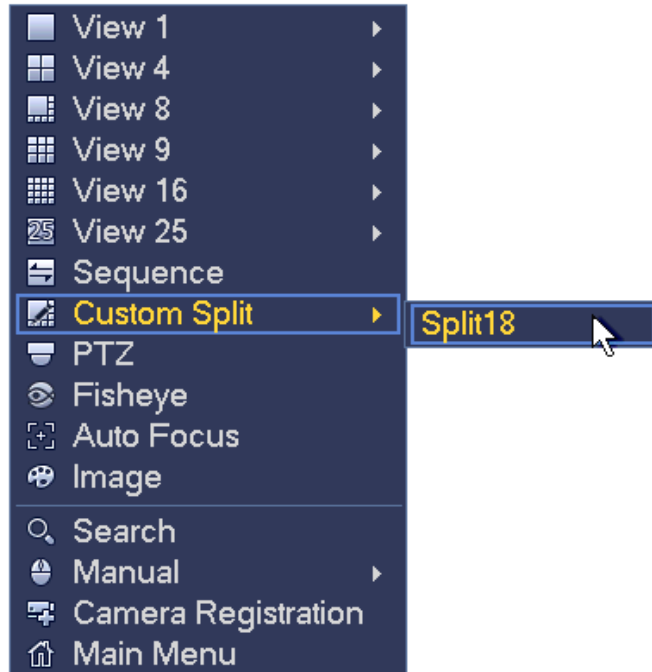 View 1
View 4
View 8
View 9
View 16
25 View 25
Sequence
Custom Split
Split18
PTZ
Fisheye
Auto Focus
Image
Search
Manual
Camera Registration
Main Menu